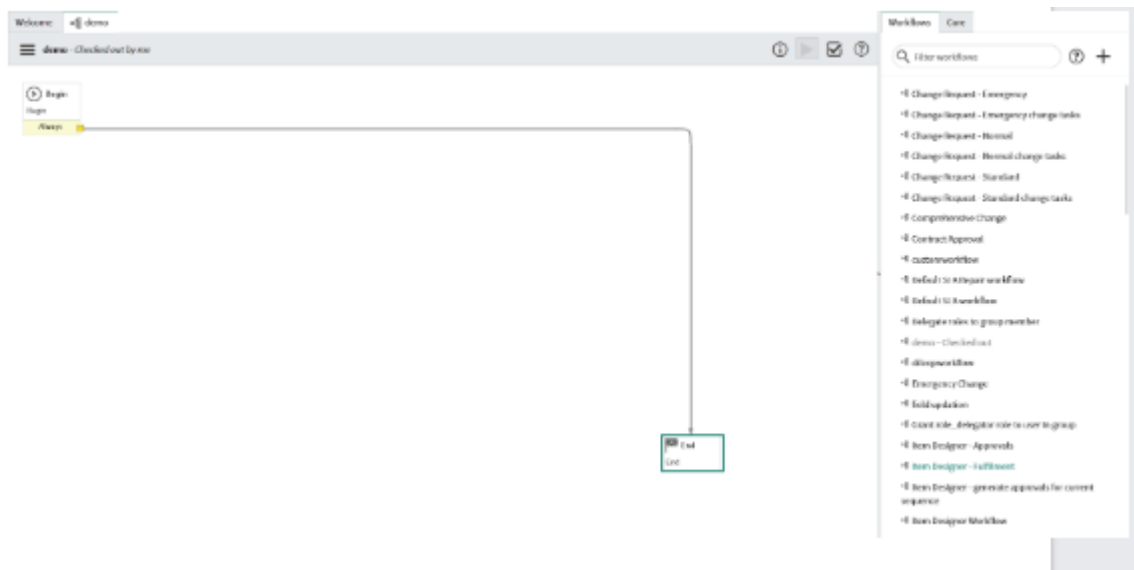 Welcome
demo
Workflows
Core
demo - Checked out by me
Filter workflows
Begin
Begin
Always
Change Request - Emergency
Change Request - Emergency change tasks
Change Request - Normal
Change Request - Normal change tasks
Change Request - Standard
Change Request - Standard change tasks
Comprehensive Change
Contract Approval
customworkflow
Default SLA Repair workflow
Default SLA workflow
Delegate roles to group member
demo - Checked out
workflow
Emergency Change
field updation
Grant role_delegator role to user in group
Item Designer - Approvals
Item Designer - Fulfillment
Item Designer - generate approvals for current
sequence
Item Designer Workflow
End
End